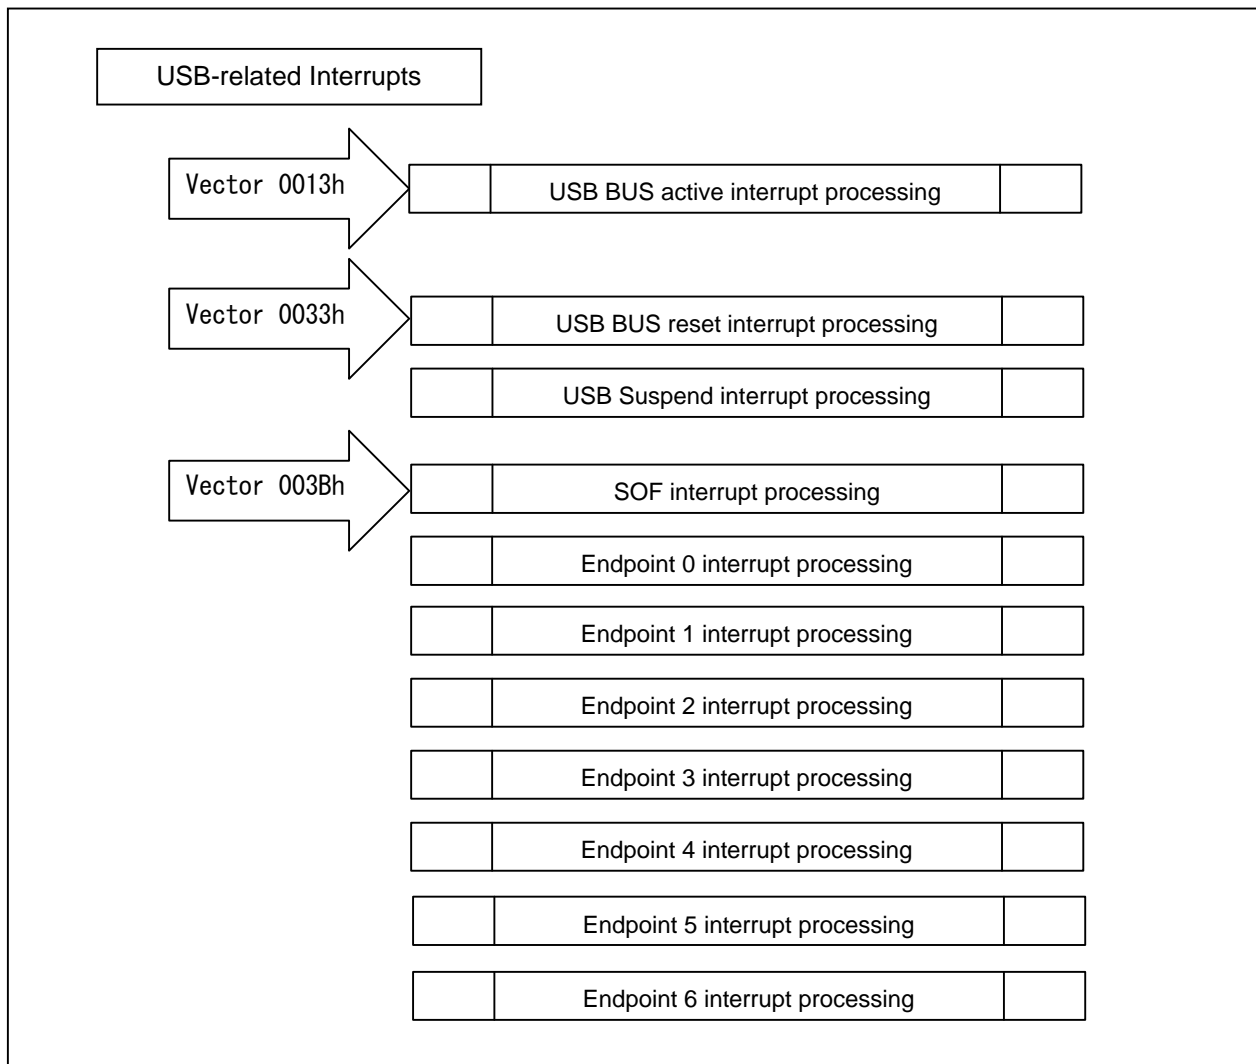 USB-related Interrupts
Vector 0013h
USB BUS active interrupt processing
Vector 0033h
USB BUS reset interrupt processing
USB Suspend interrupt processing
Vector 003Bh
SOF interrupt processing
Endpoint 0 interrupt processing
Endpoint 1 interrupt processing
Endpoint 2 interrupt processing
Endpoint 3 interrupt processing
Endpoint 4 interrupt processing
Endpoint 5 interrupt processing
Endpoint 6 interrupt processing